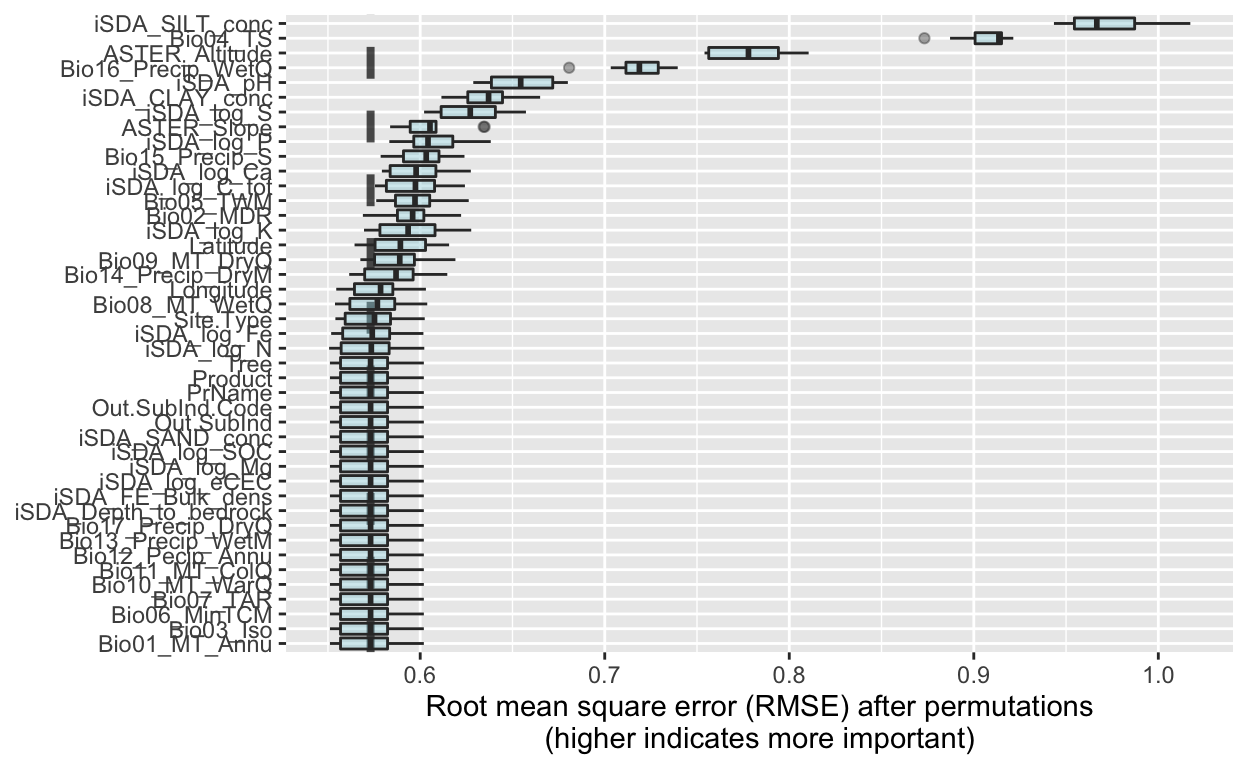 iSDA_SILT_conc
Bio04_TS
ASTER_Altitude
Bio16_Precip_WetQ
iSDA_pH
iSDA_CLAY_conc
iSDA_log_S
ASTER_Slope
iSDA_log_P
Bio15_Precip_S
iSDA_log_Ca
iSDA_log_C_tot
Bio05_TWM
Bio02_MDR
iSDA_log_K
Latitude
Bio09_MT_DryQ
Bio14_Precip_DryM
Longitude
Bio08_MT_WetQ
Site.Type
iSDA_log_Fe
iSDA_log_N
Tree
Product
PrName
Out.SubInd.Code
Out.SubInd
iSDA_SAND_conc
iSDA_log_SOC
iSDA_log_Mg
iSDA_log_eCEC
iSDA_FE_Bulk_dens
iSDA_Depth_to_bedrock
Bio17_Precip_DryQ
Bio13_Precip_WetM
Bio12_Pecip_Annu
Bio11_MT_ColQ
Bio10_MT_WarQ
Bio07_TAR
Bio06_MinTCM
Bio03_Iso
Bio01_MT_Annu
0.6 0.7 0.8 0.9 1.0
Root mean square error (RMSE) after permutations
(higher indicates more important)